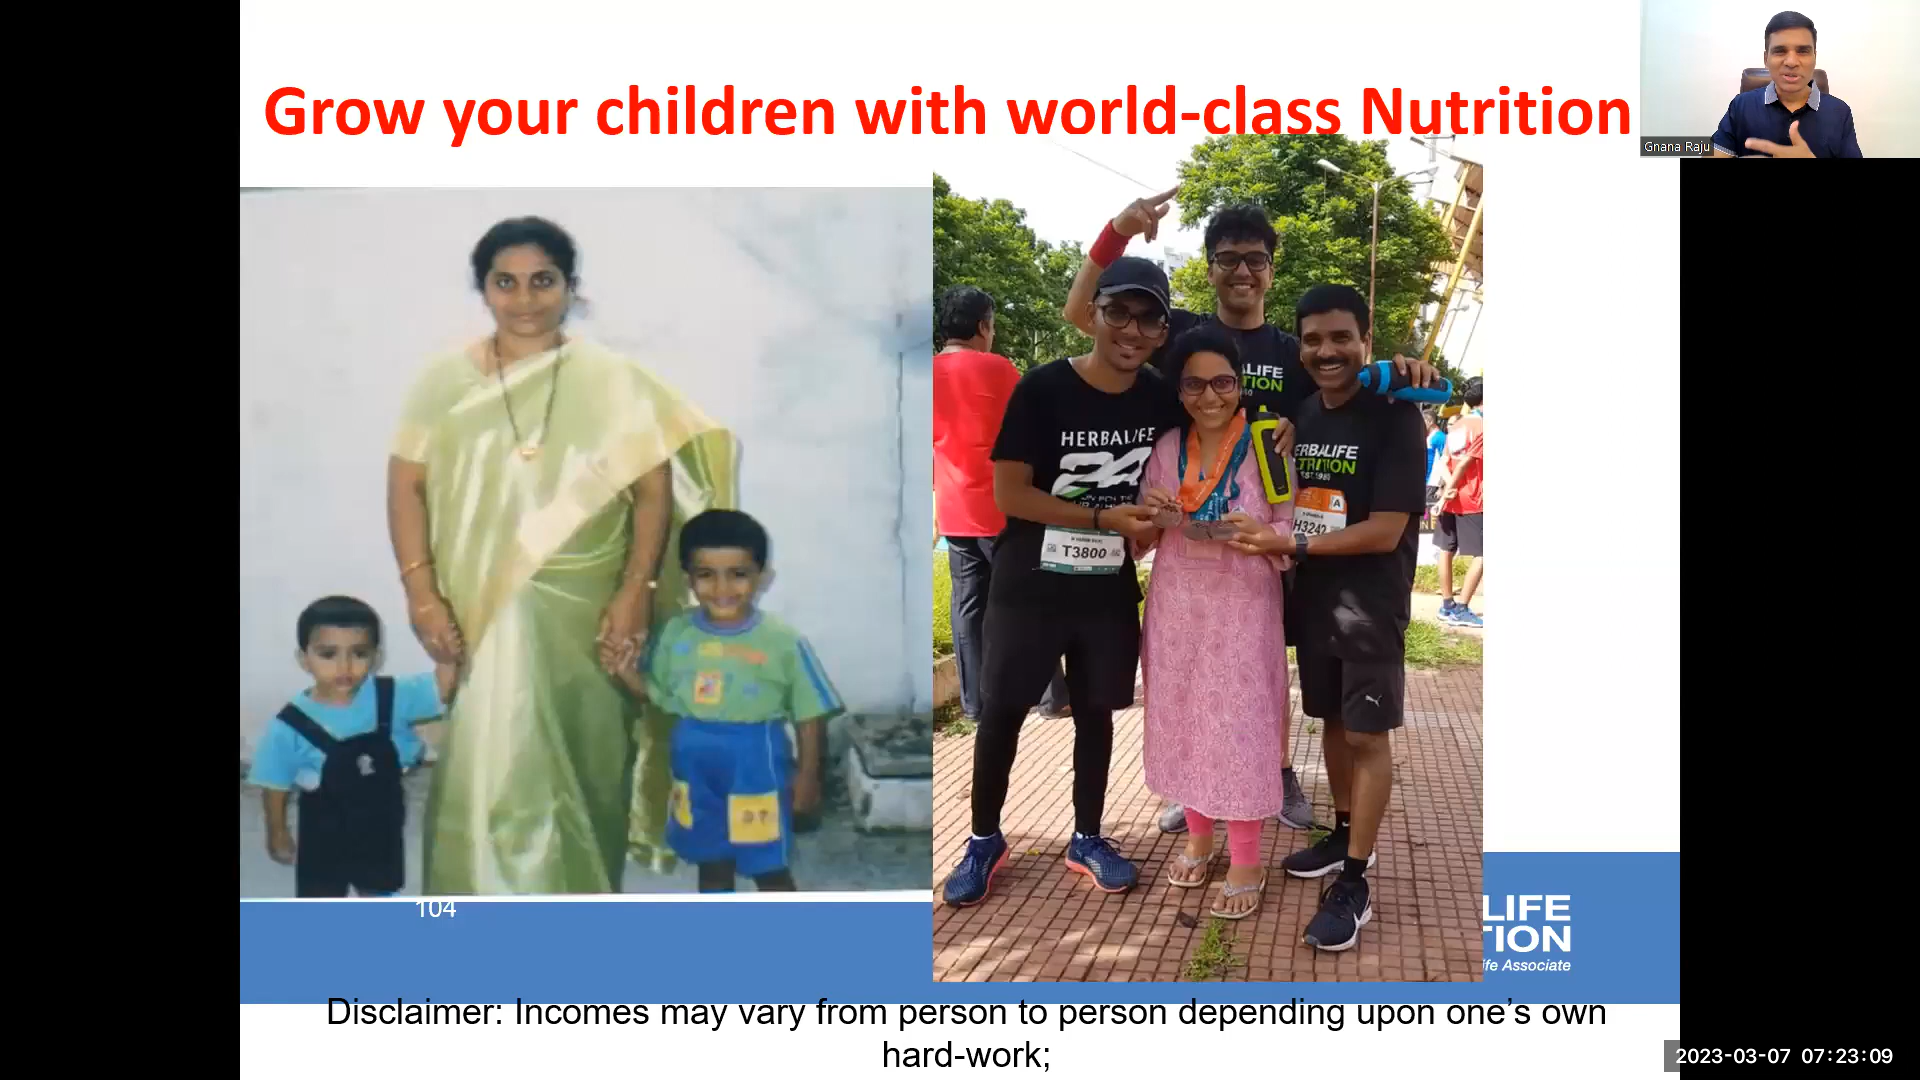 Grow your children with world-class Nutrition
Gnana Raju
HERBALIFE
24
T3800
LIFE
TION
ERBALIFE
TRITION
EST. 1980
A
H3242
104
LIFE
TION
ife Associate
Disclaimer: Incomes may vary from person to person depending upon one’s own
hard-work;
2023-03-07 07:23:09